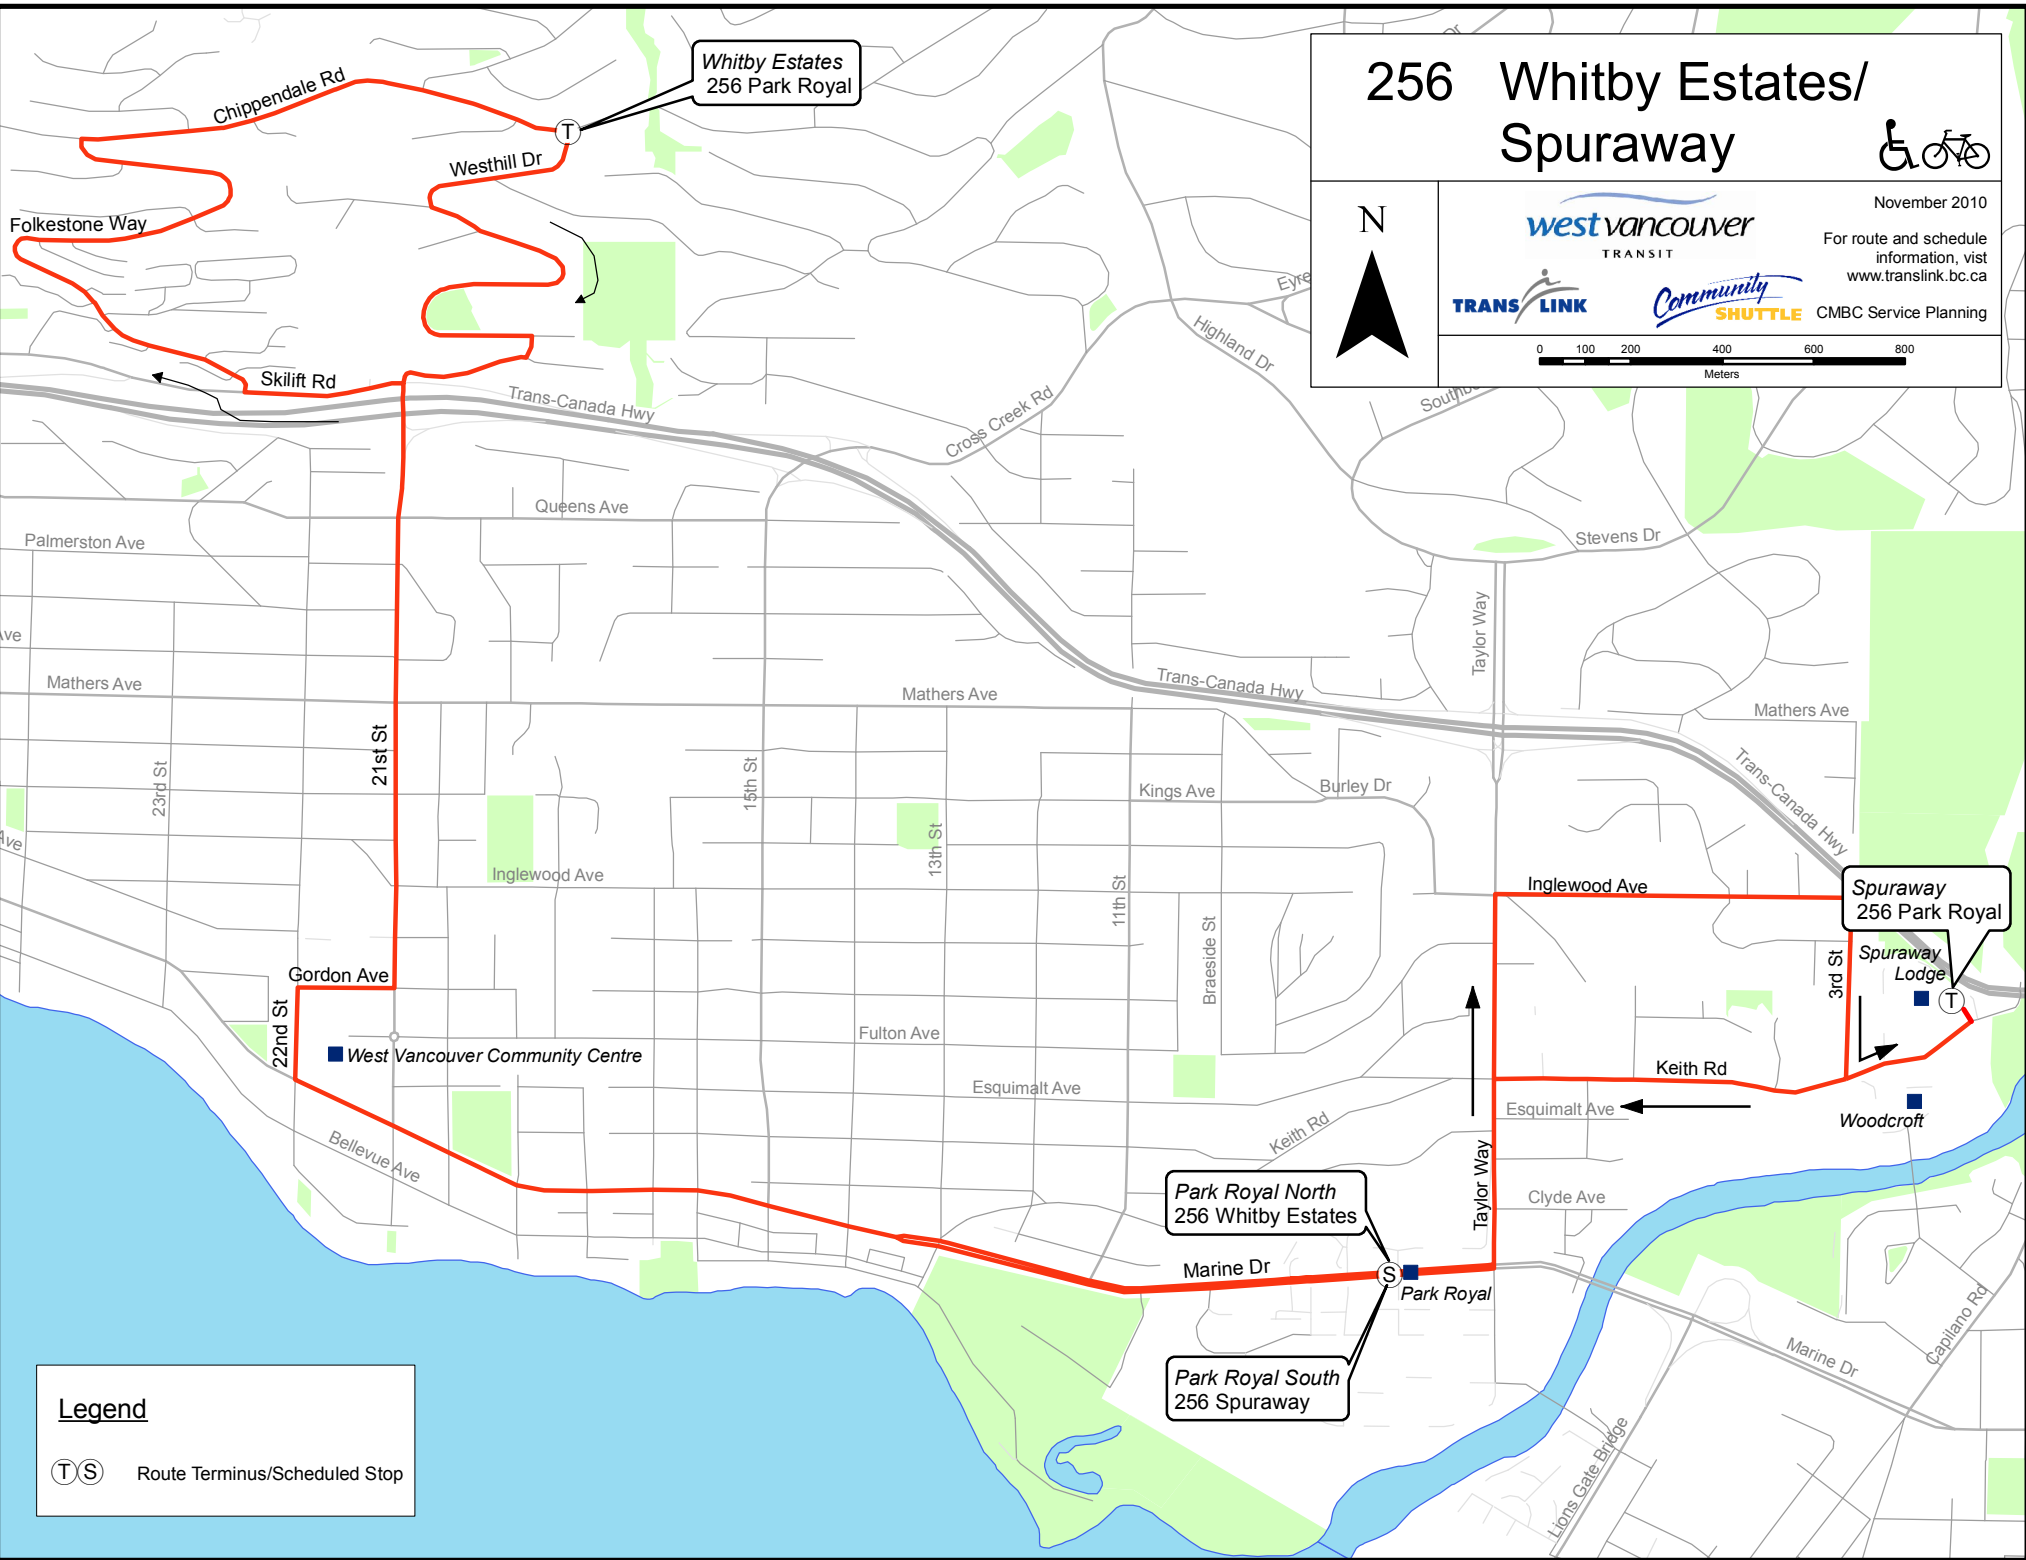 256 Whitby Estates/
Spuraway
N
west vancouver
TRANSIT
November 2010
For route and schedule
information, vist
www.translink.bc.ca
TRANS LINK
Community
SHUTTLE
CMBC Service Planning
0 100 200 400 600 800
Meters
Whitby Estates
256 Park Royal
Chippendale Rd
Westhill Dr
Folkestone Way
Skilift Rd
Trans-Canada Hwy
Cross Creek Rd
Highland Dr
Eyre
Dr
Southbo
Stevens Dr
Queens Ave
Palmerston Ave
Ave
Mathers Ave
Mathers Ave
Trans-Canada Hwy
Taylor Way
Mathers Ave
Trans-Canada Hwy
21st St
23rd St
15th St
13th St
11th St
Kings Ave
Burley Dr
Ave
Inglewood Ave
Inglewood Ave
Spuraway
256 Park Royal
Spuraway
Lodge
T
3rd St
Braeside St
Gordon Ave
22nd St
West Vancouver Community Centre
Fulton Ave
Esquimalt Ave
Keith Rd
Keith Rd
Esquimalt Ave
Woodcroft
Bellevue Ave
Taylor Way
Clyde Ave
Park Royal North
256 Whitby Estates
Marine Dr
S
Park Royal
Park Royal South
256 Spuraway
Marine Dr
Capilano Rd
Lions Gate Bridge
T
Legend
T S Route Terminus/Scheduled Stop